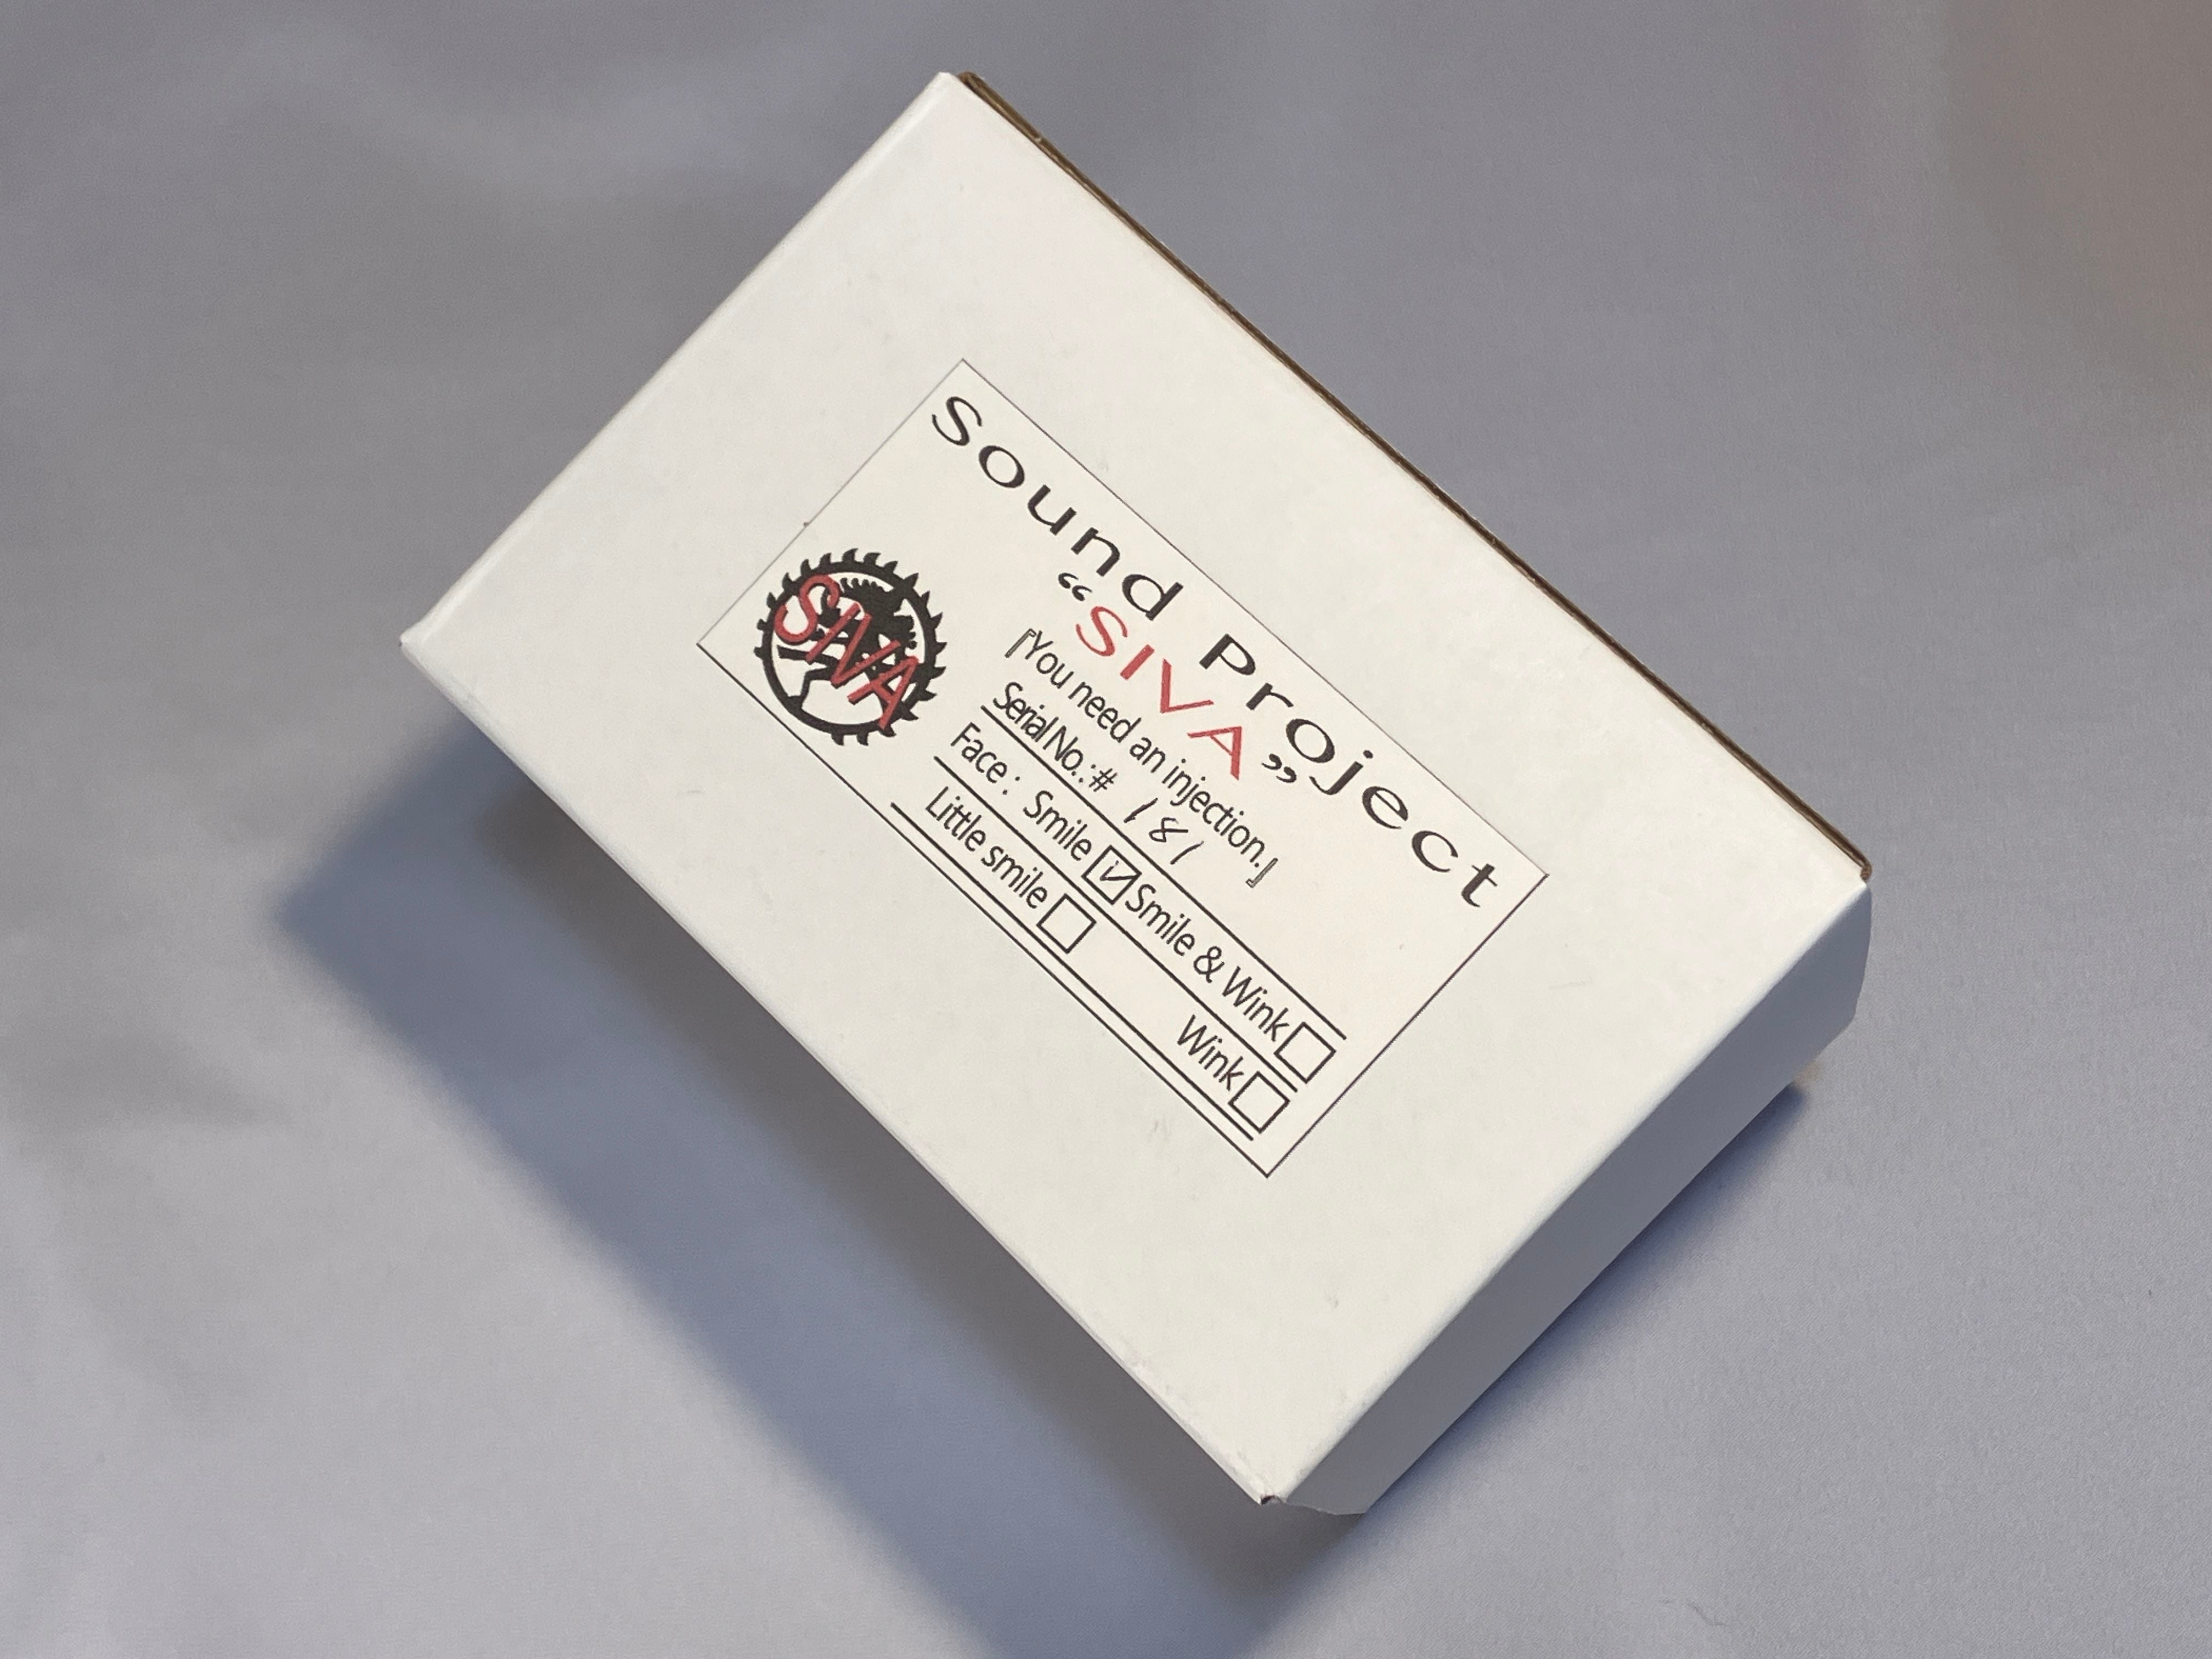 Sound Project
“SIVA”
『You need an injection.』
Serial No.:# 181
Face : Smile ☑ Smile & Wink □
Little smile □ Wink □
SIVA